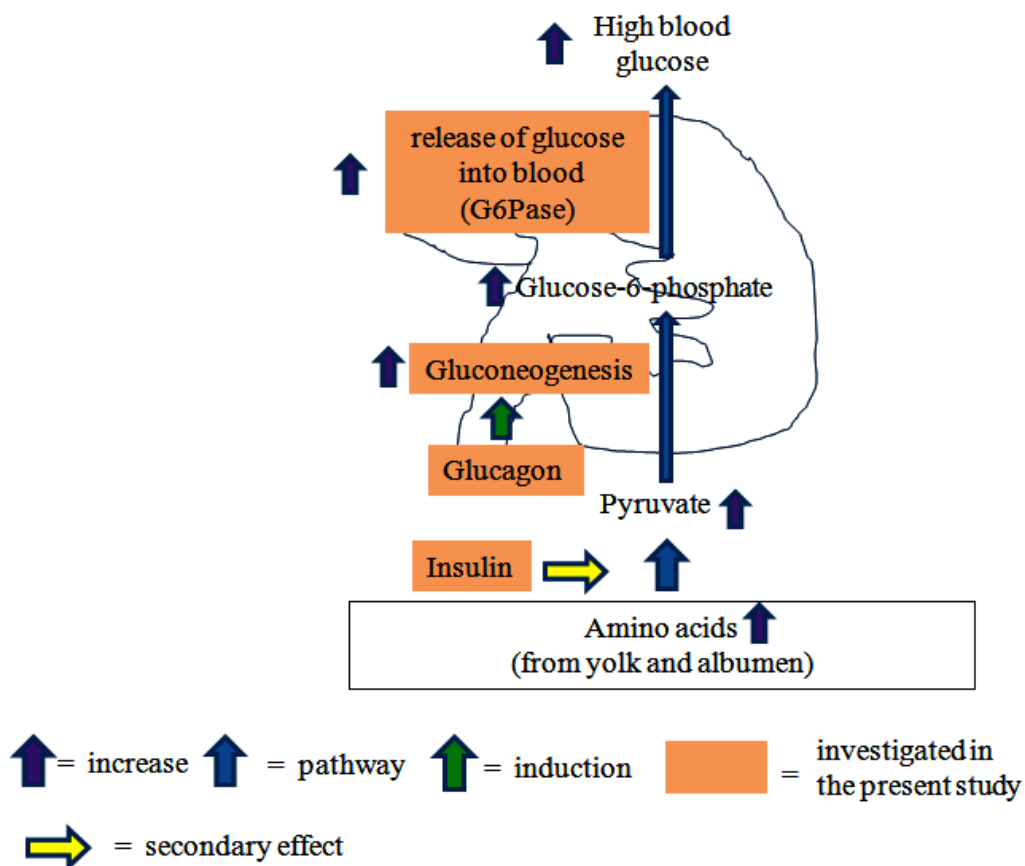 High blood
glucose
release of glucose
into blood
(G6Pase)
Glucose-6-phosphate
Gluconeogenesis
Glucagon
Pyruvate
Insulin
Amino acids
(from yolk and albumen)
= increase
= pathway
= induction
= investigated in
the present study
= secondary effect